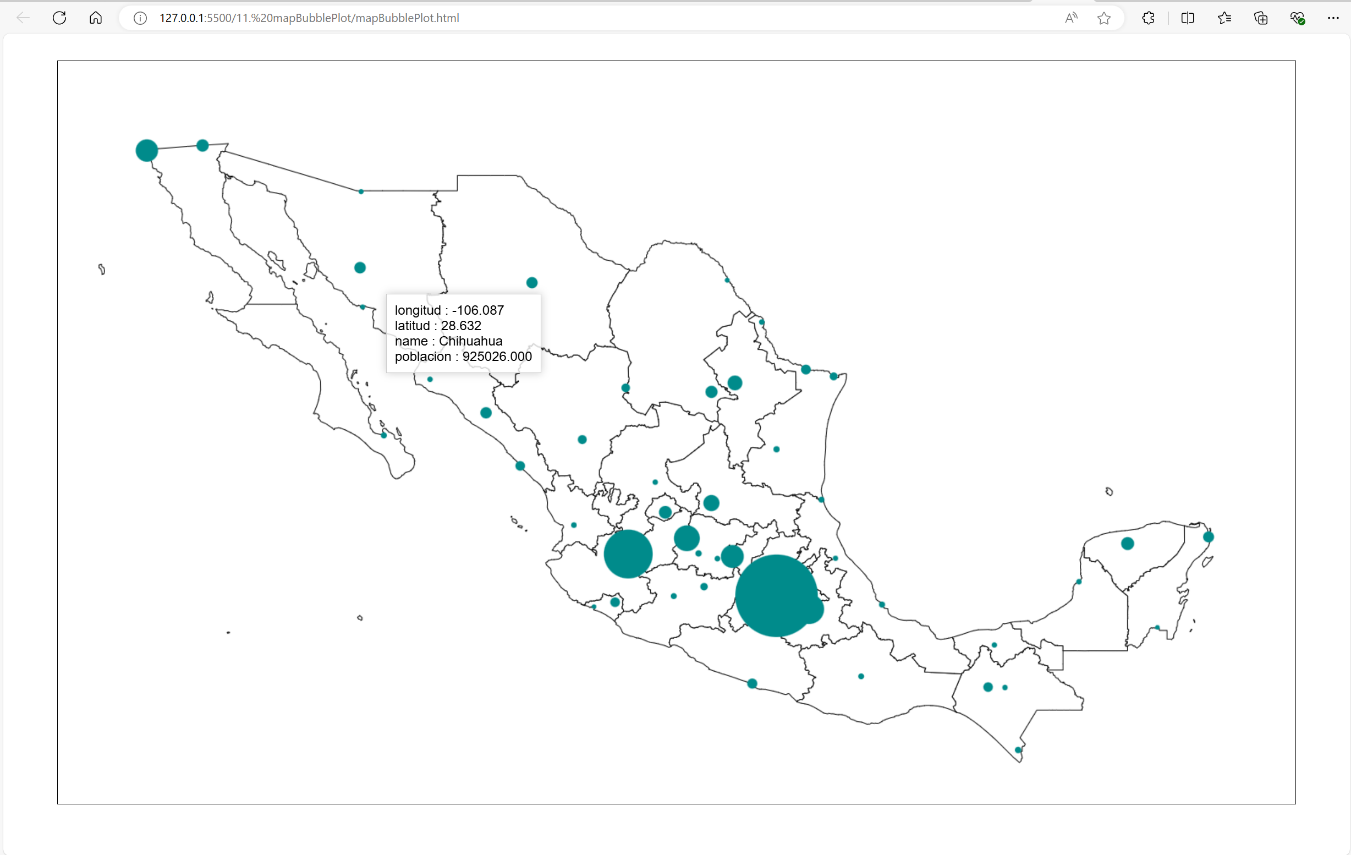 127.0.0.1:5500/11.%20mapBubblePlot/mapBubblePlot.html
longitud : -106.087
latitud : 28.632
name : Chihuahua
poblacion : 925026.000